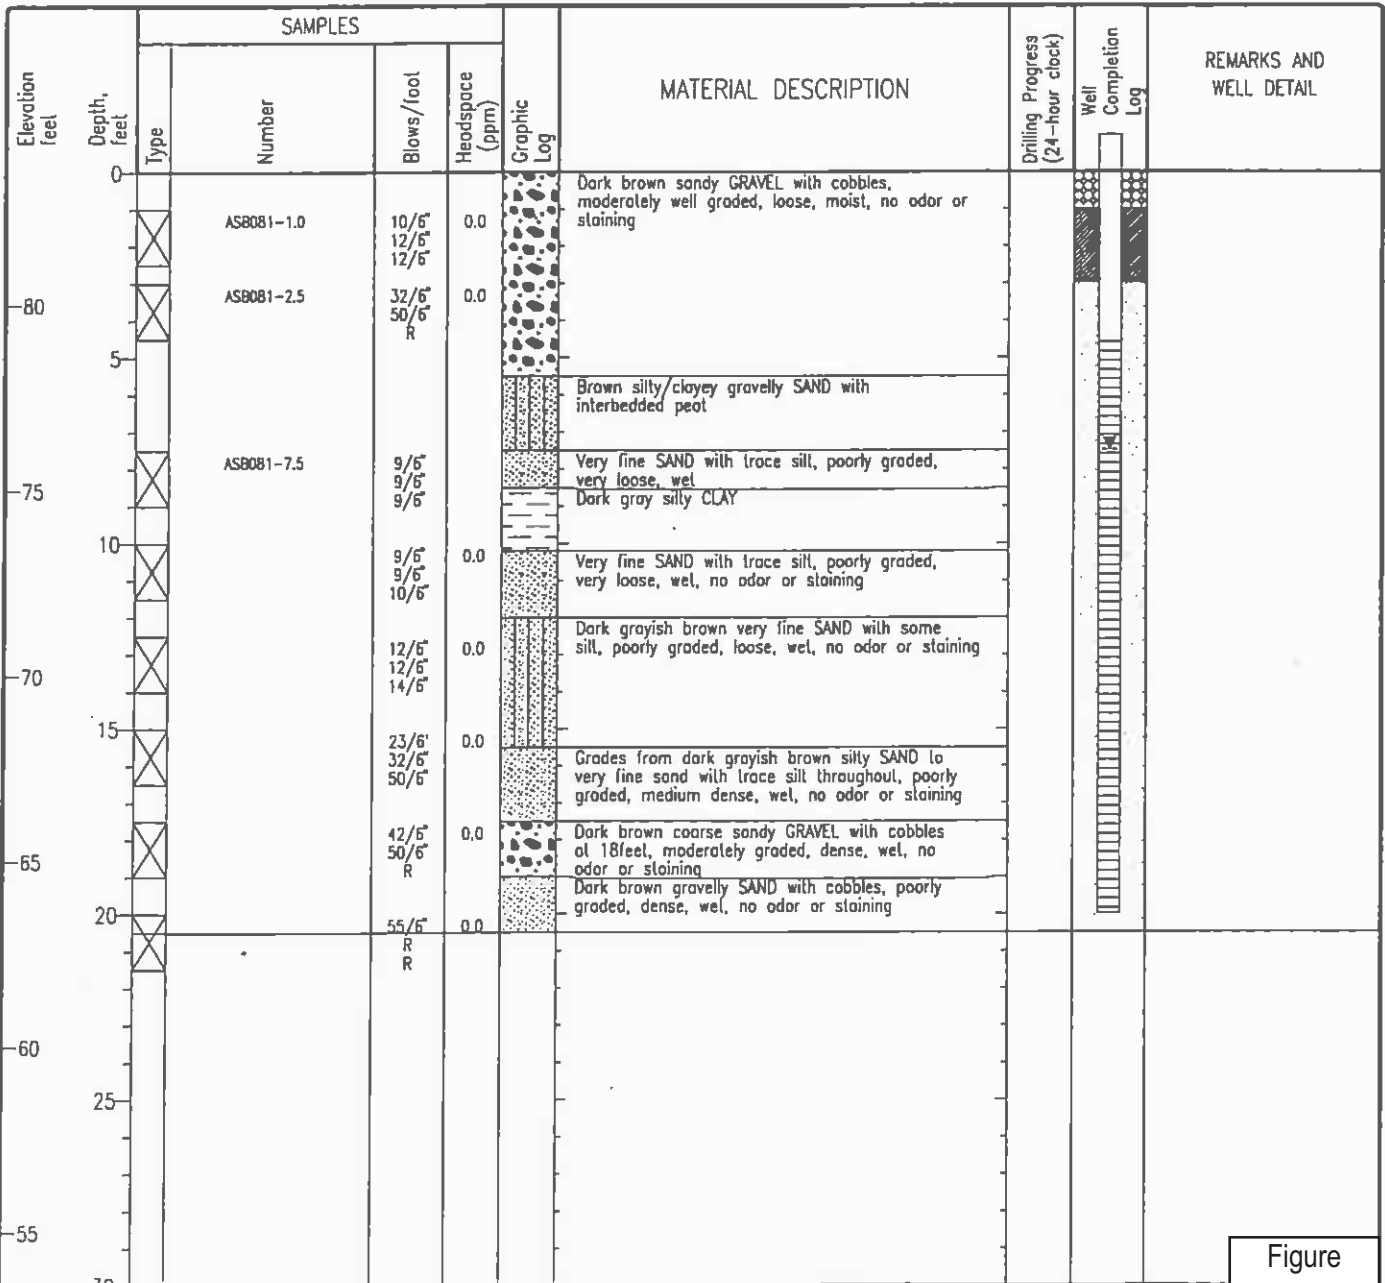 SAMPLES
Elevation
feet
Depth,
feet
Type
Number
Blows/foot
Headspace
(ppm)
Graphic
Log
MATERIAL DESCRIPTION
Drilling Progress
(24-hour clock)
Well
Completion
Log
REMARKS AND
WELL DETAIL
0
Dark brown sandy GRAVEL with cobbles,
moderately well graded, loose, moist, no odor or
staining
ASB081-1.0
10/6"
0.0
12/6"
12/6"
ASB081-2.5
32/6"
0.0
50/6"
R
80
5
Brown silty/clayey gravelly SAND with
interbedded peat
ASB081-7.5
9/6"
9/6"
9/6"
Very fine SAND with trace silt, poorly graded,
very loose, wet
75
Dark gray silty CLAY
10
9/6"
0.0
9/6"
10/6"
Very fine SAND with trace silt, poorly graded,
very loose, wet, no odor or staining
Dark grayish brown very fine SAND with some
silt, poorly graded, loose, wet, no odor or staining
12/6"
0.0
12/6"
14/6"
70
15
23/6'
0.0
32/6"
50/6"
Grades from dark grayish brown silty SAND to
very fine sand with trace silt throughout, poorly
graded, medium dense, wet, no odor or staining
42/6"
0.0
50/6"
R
Dark brown coarse sandy GRAVEL with cobbles
at 18feet, moderately graded, dense, wet, no
odor or staining
65
Dark brown gravelly SAND with cobbles, poorly
graded, dense, wet, no odor or staining
20
55/6"
0.0
R
R
60
25
55
Figure